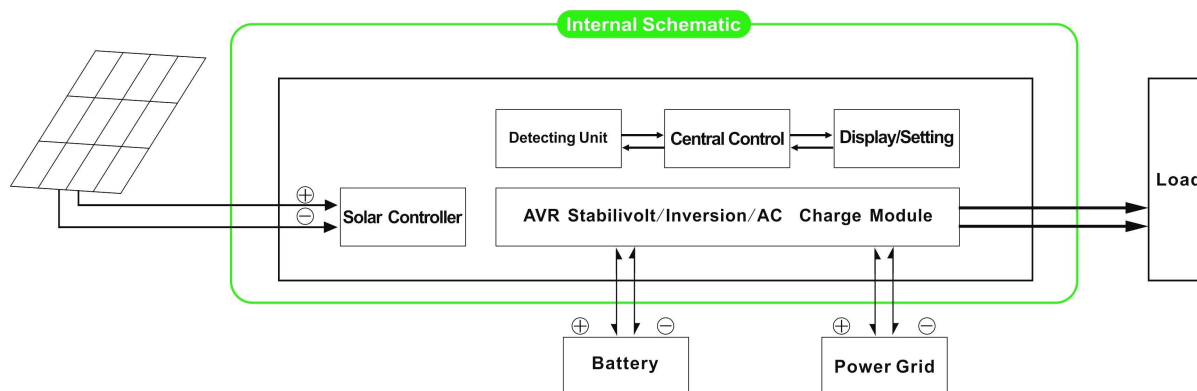 Internal Schematic
Detecting Unit
Central Control
Display/Setting
Load
⊕
⊖
Solar Controller
AVR Stabilivolt/Inversion/AC Charge Module
⊕ ⊖
⊕ ⊖
Battery
Power Grid